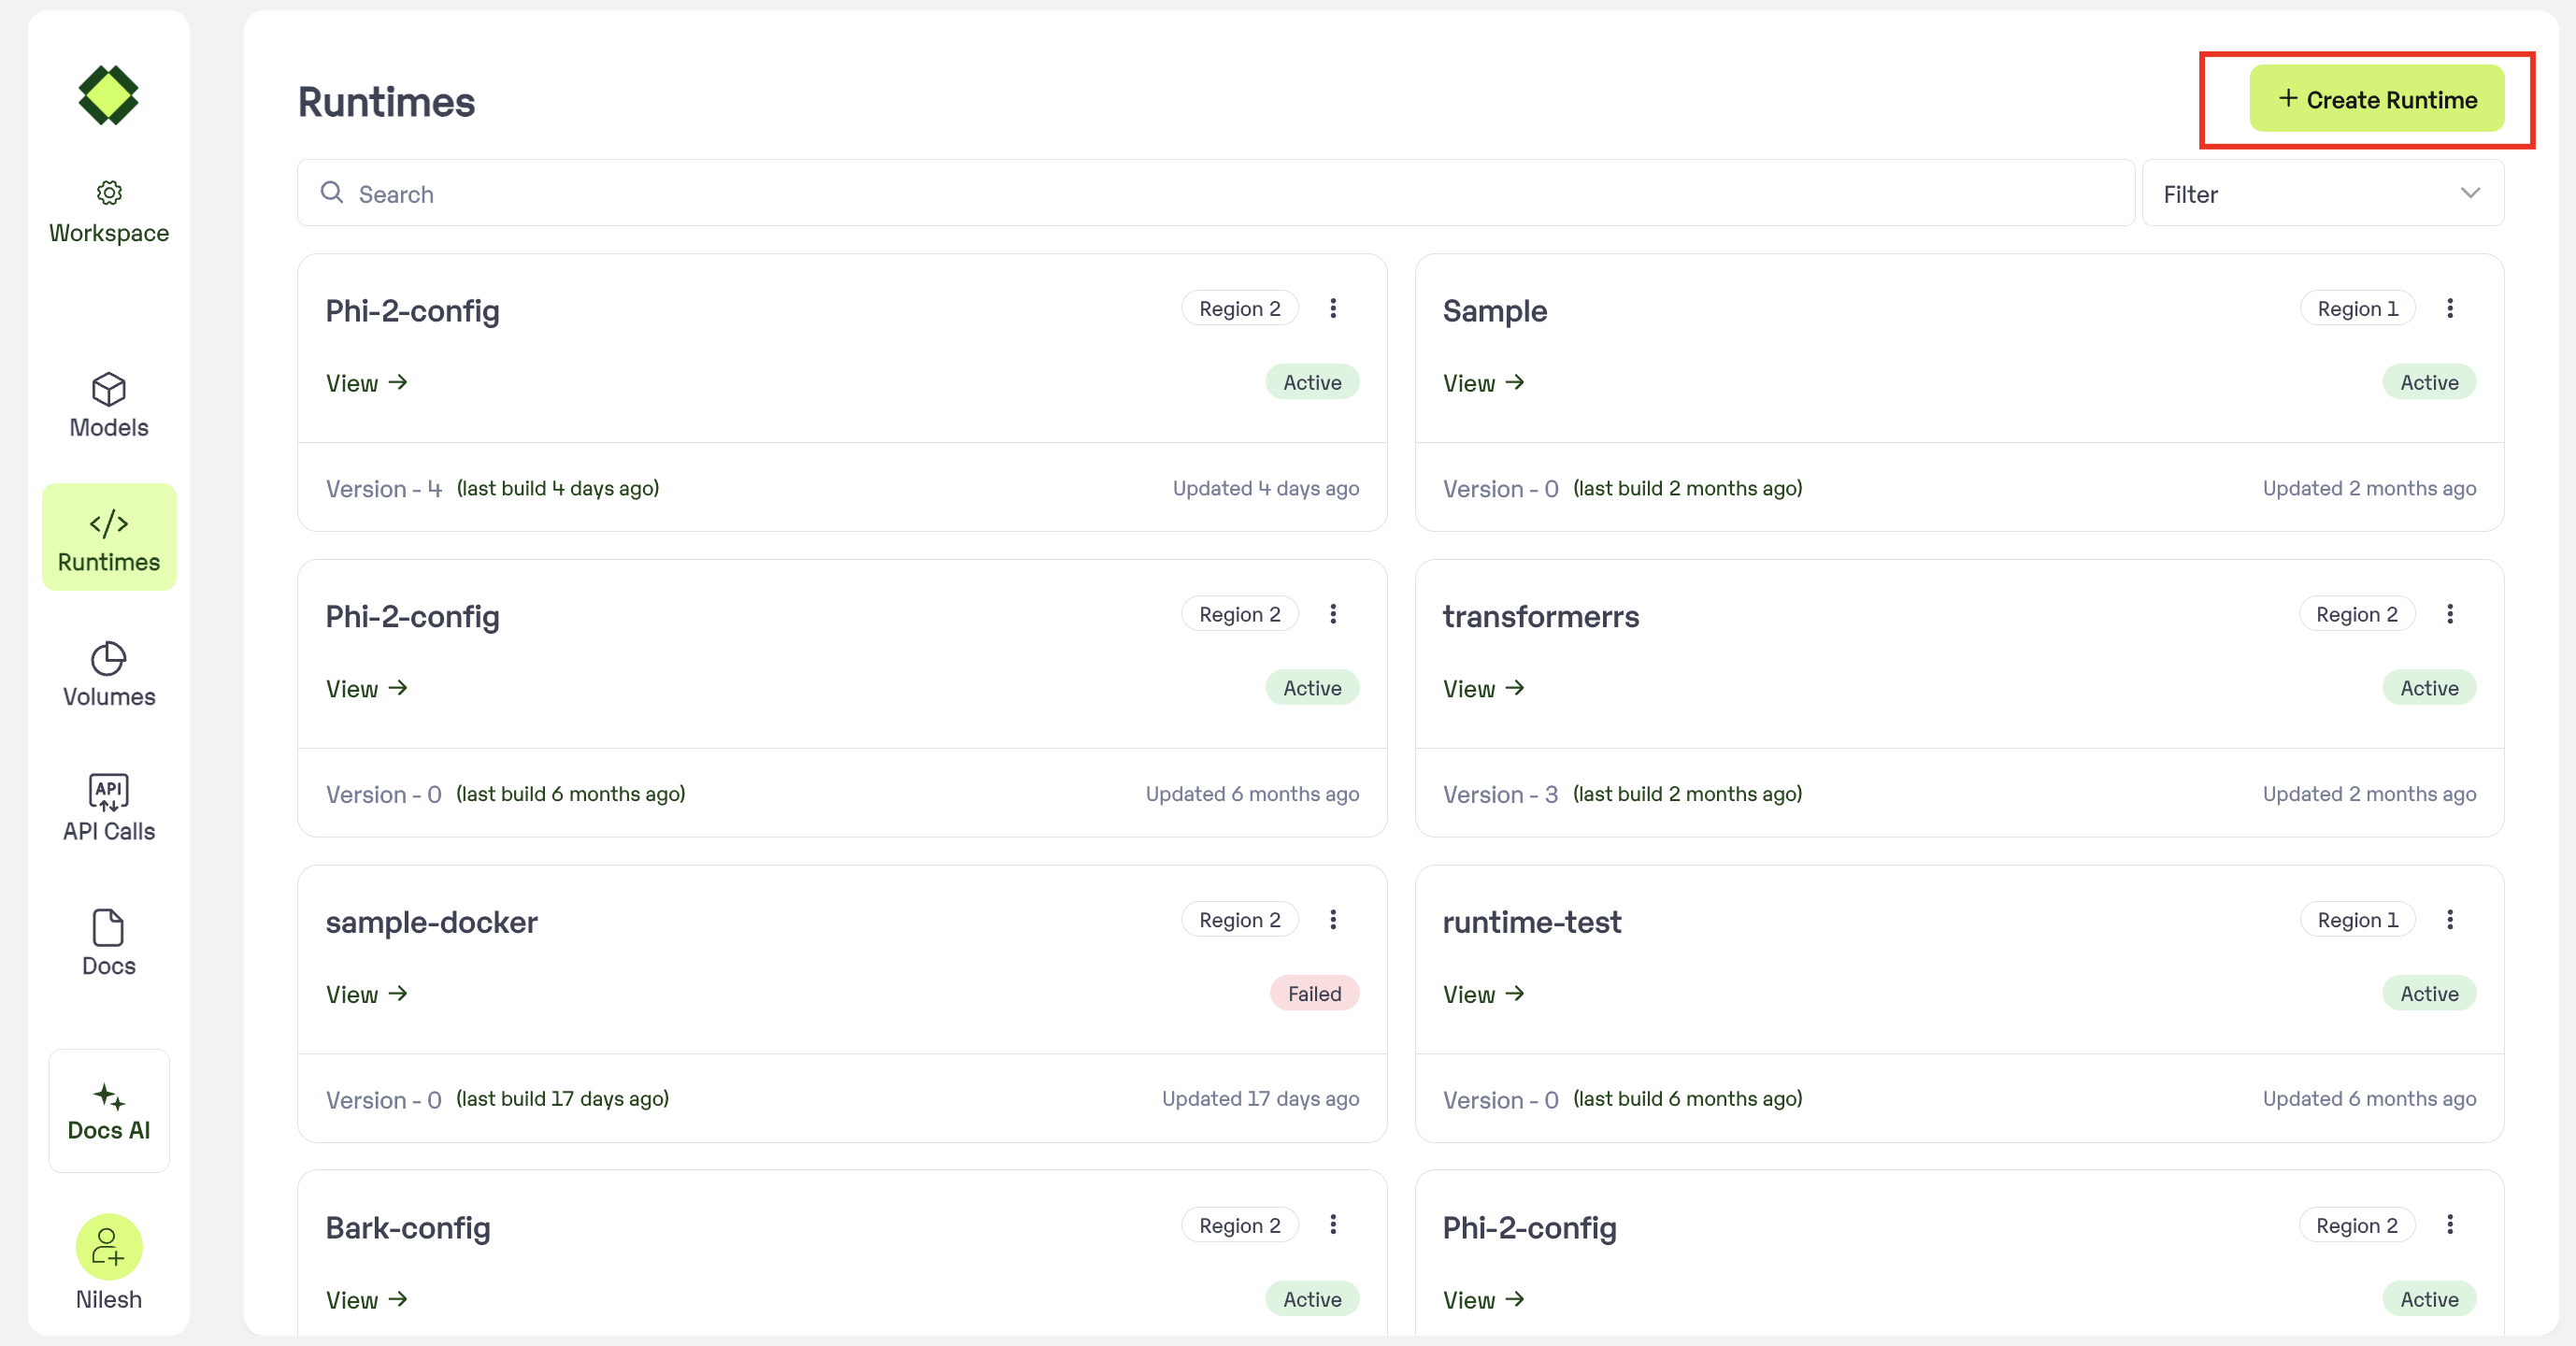 Workspace
Models
Runtimes
Volumes
API
API Calls
Docs
Docs AI
Nilesh
Runtimes
+ Create Runtime
Search
Filter
Phi-2-config
Region 2
View →
Active
Version - 4 (last build 4 days ago)
Updated 4 days ago
Sample
Region 1
View →
Active
Version - 0 (last build 2 months ago)
Updated 2 months ago
Phi-2-config
Region 2
View →
Active
Version - 0 (last build 6 months ago)
Updated 6 months ago
transformerrs
Region 2
View →
Active
Version - 3 (last build 2 months ago)
Updated 2 months ago
sample-docker
Region 2
View →
Failed
Version - 0 (last build 17 days ago)
Updated 17 days ago
runtime-test
Region 1
View →
Active
Version - 0 (last build 6 months ago)
Updated 6 months ago
Bark-config
Region 2
View →
Active
Phi-2-config
Region 2
View →
Active